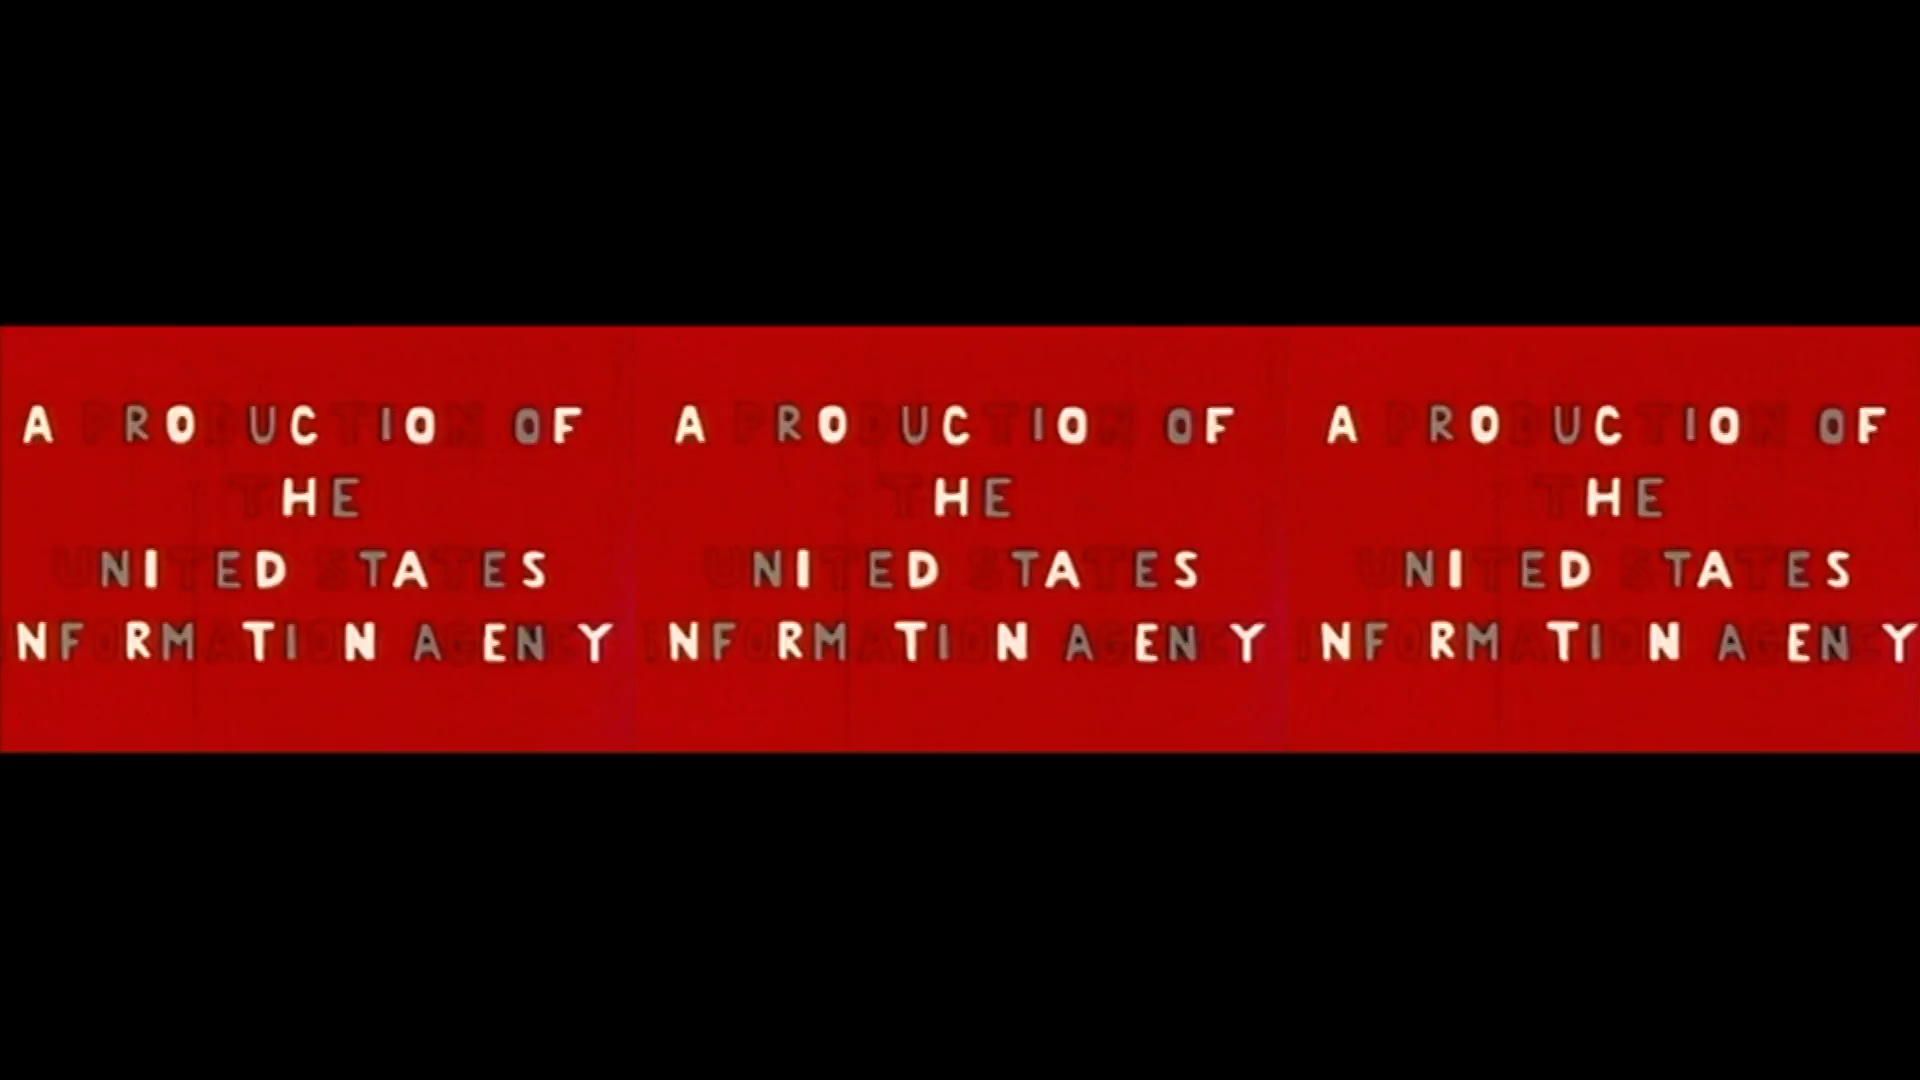 A PRODUCTION OF A PRODUCTION OF A PRODUCTION OF
THE THE THE
UNITED STATES UNITED STATES UNITED STATES
INFORMATION AGENCY INFORMATION AGENCY INFORMATION AGENCY